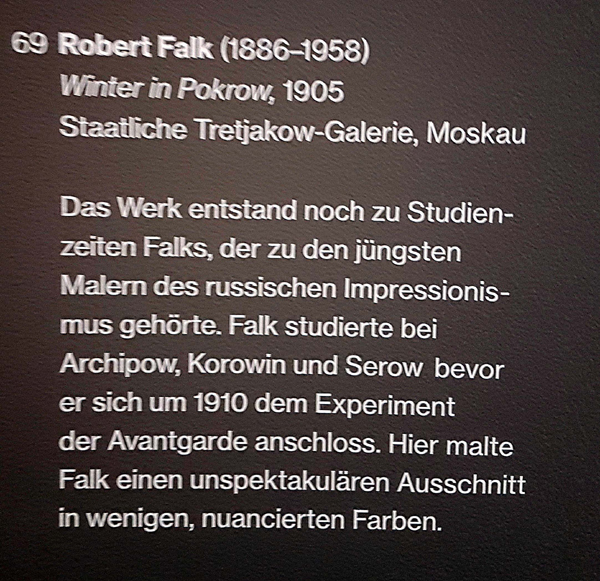 69 Robert Falk (1886–1958)
Winter in Pokrow, 1905
Staatliche Tretjakow-Galerie, Moskau
Das Werk entstand noch zu Studien-
zeiten Falks, der zu den jüngsten
Malern des russischen Impressionis-
mus gehörte. Falk studierte bei
Archipow, Korowin und Serow bevor
er sich um 1910 dem Experiment
der Avantgarde anschloss. Hier malte
Falk einen unspektakulären Ausschnitt
in wenigen, nuancierten Farben.